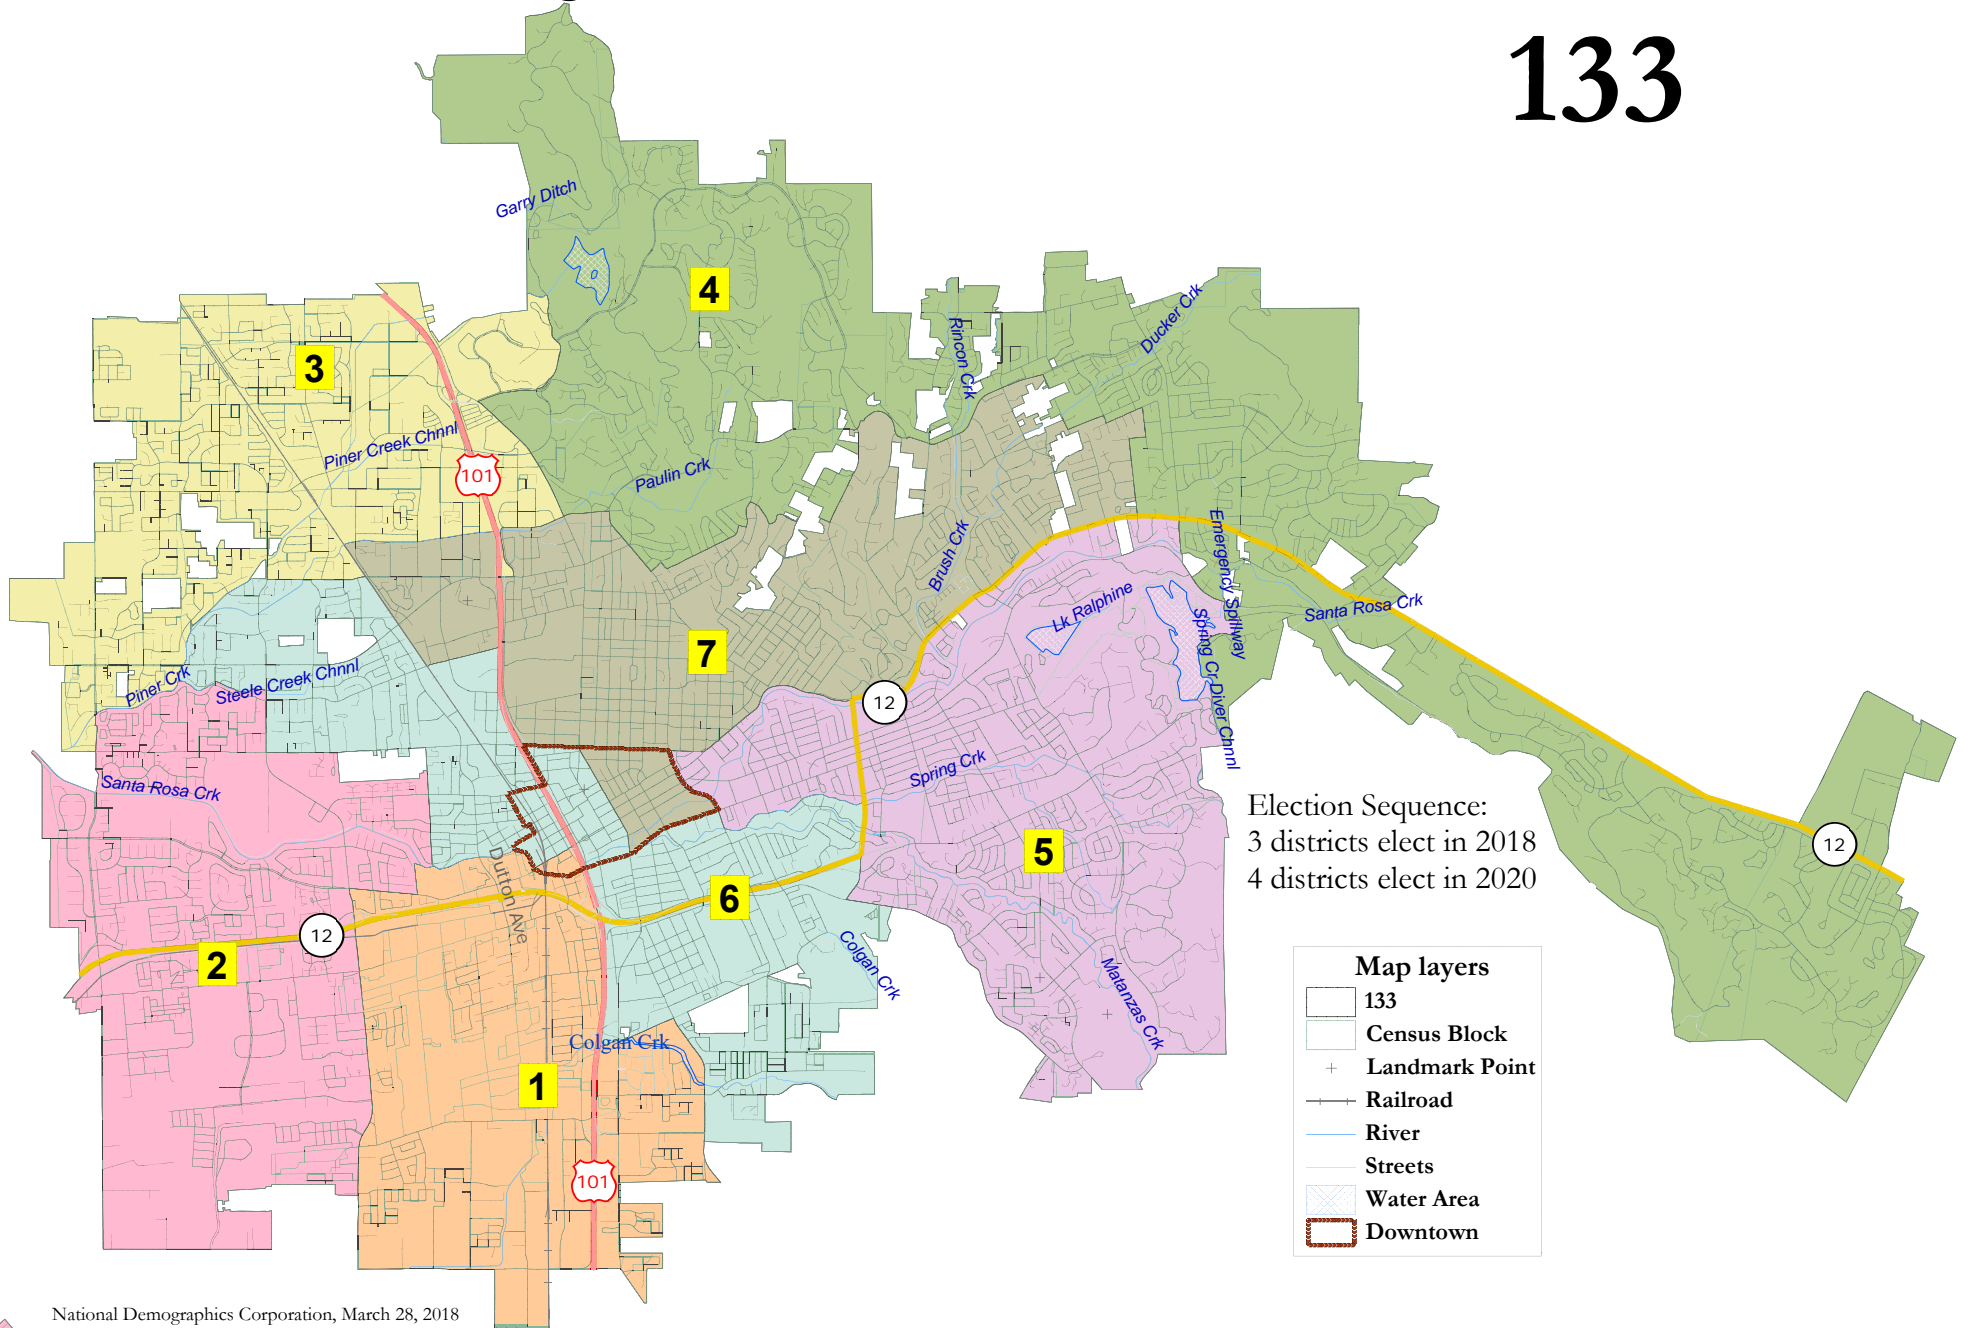 133
Garry Ditch
4
Rincon Crk
Ducker Crk
3
Piner Creek Chnnl
101
Paulin Crk
Brush Crk
Emergency Spillway
Lk Ralphine
Santa Rosa Crk
Spring Cr Diver Chnnl
7
Piner Crk
Steele Creek Chnnl
12
Spring Crk
Santa Rosa Crk
Election Sequence:
3 districts elect in 2018
4 districts elect in 2020
12
5
Dutton Ave
6
12
2
Colgan Crk
Matanzas Crk
Colgan Crk
1
101
Map layers
133
Census Block
Landmark Point
Railroad
River
Streets
Water Area
Downtown
National Demographics Corporation, March 28, 2018